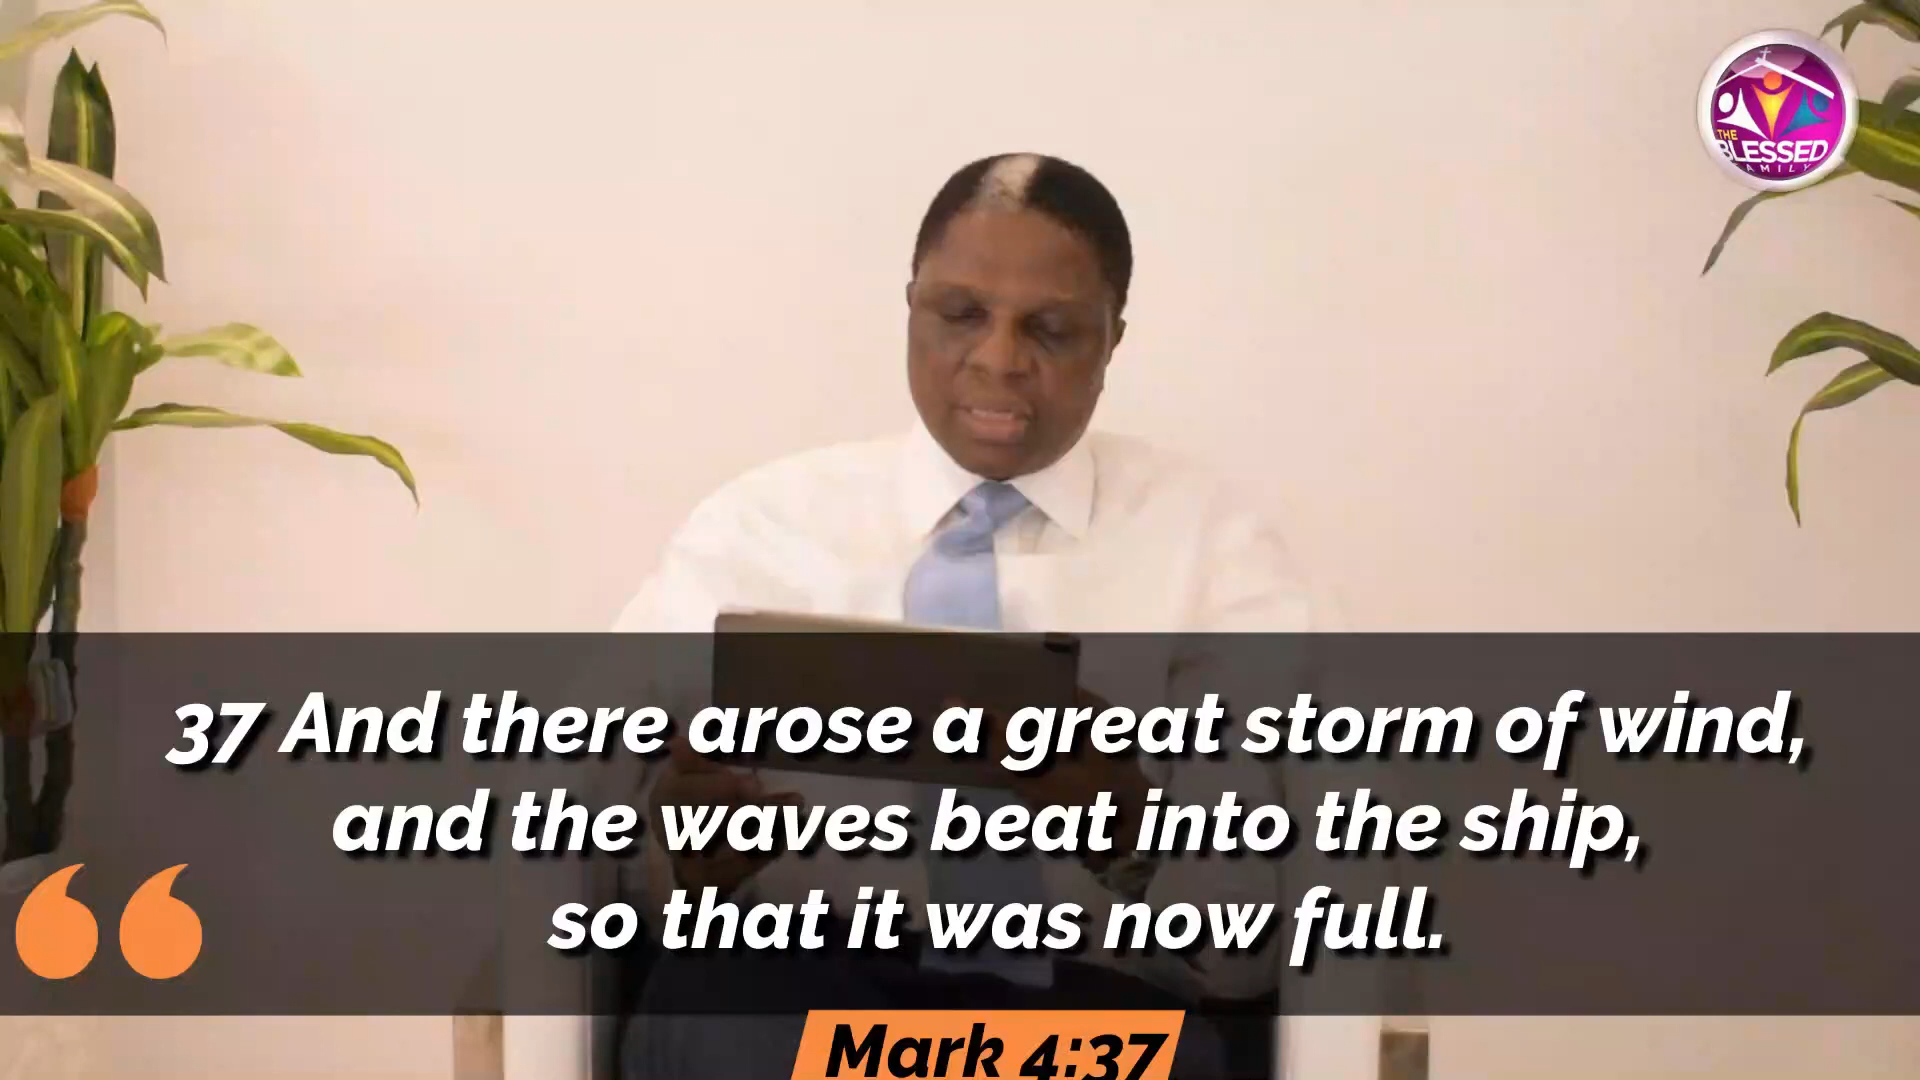 THE
BLESSED
FAMILY
37 And there arose a great storm of wind,
and the waves beat into the ship,
so that it was now full.
Mark 4:37